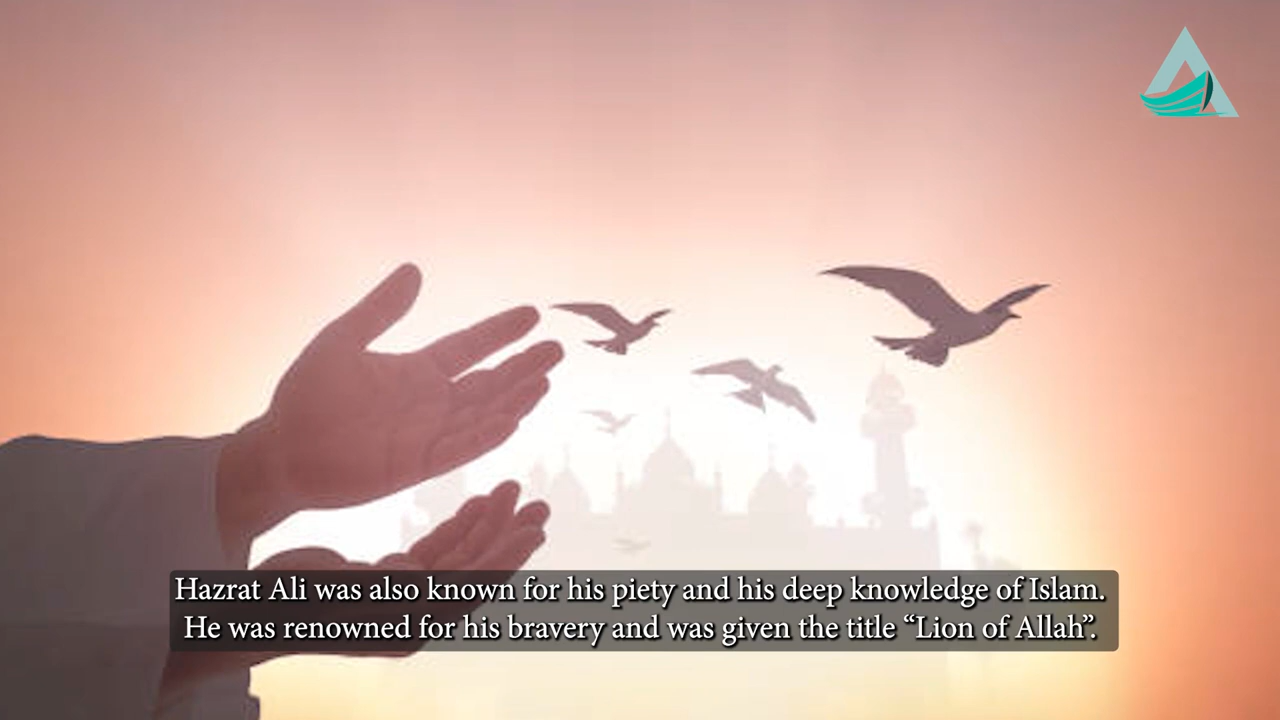 Hazrat Ali was also known for his piety and his deep knowledge of Islam.
He was renowned for his bravery and was given the title “Lion of Allah”.